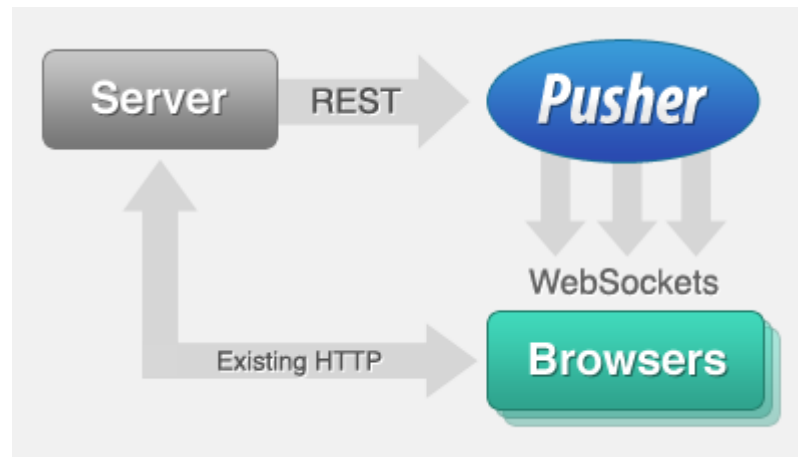 Server
REST
Pusher
WebSockets
Existing HTTP
Browsers